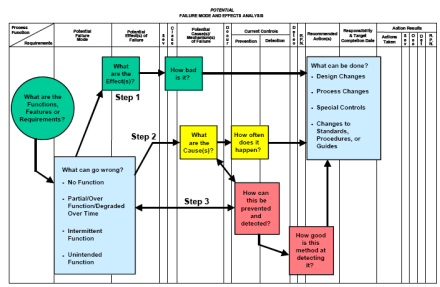 POTENTIAL
FAILURE MODE AND EFFECTS ANALYSIS
Process
Function
Requirements
Potential
Failure
Mode
Potential
Effect(s) of
Failure
S
e
v
C
l
a
s
s
Potential
Cause(s)/
Mechanism(s)
of Failure
O
c
c
u
r
Current Controls
Prevention
Detection
D
e
t
e
c
R.
P.
N.
Recommended
Action(s)
Responsibility
& Target
Completion Date
Action Results
Actions
Taken
S
e
v
O
c
c
D
e
t
R.
P.
N.
What are the
Functions,
Features or
Requirements?
What
are the
Effect(s)?
How bad
is it?
Step 1
What can be done?
• Design Changes
• Process Changes
• Special Controls
• Changes to
Standards,
Procedures, or
Guides
Step 2
What
are the
Cause(s)?
How often
does it
happen?
What can go wrong?
• No Function
• Partial/Over
Function/Degraded
Over Time
• Intermittent
Function
• Unintended
Function
Step 3
How can
this be
prevented
and
detected?
How good
is this
method at
detecting
it?